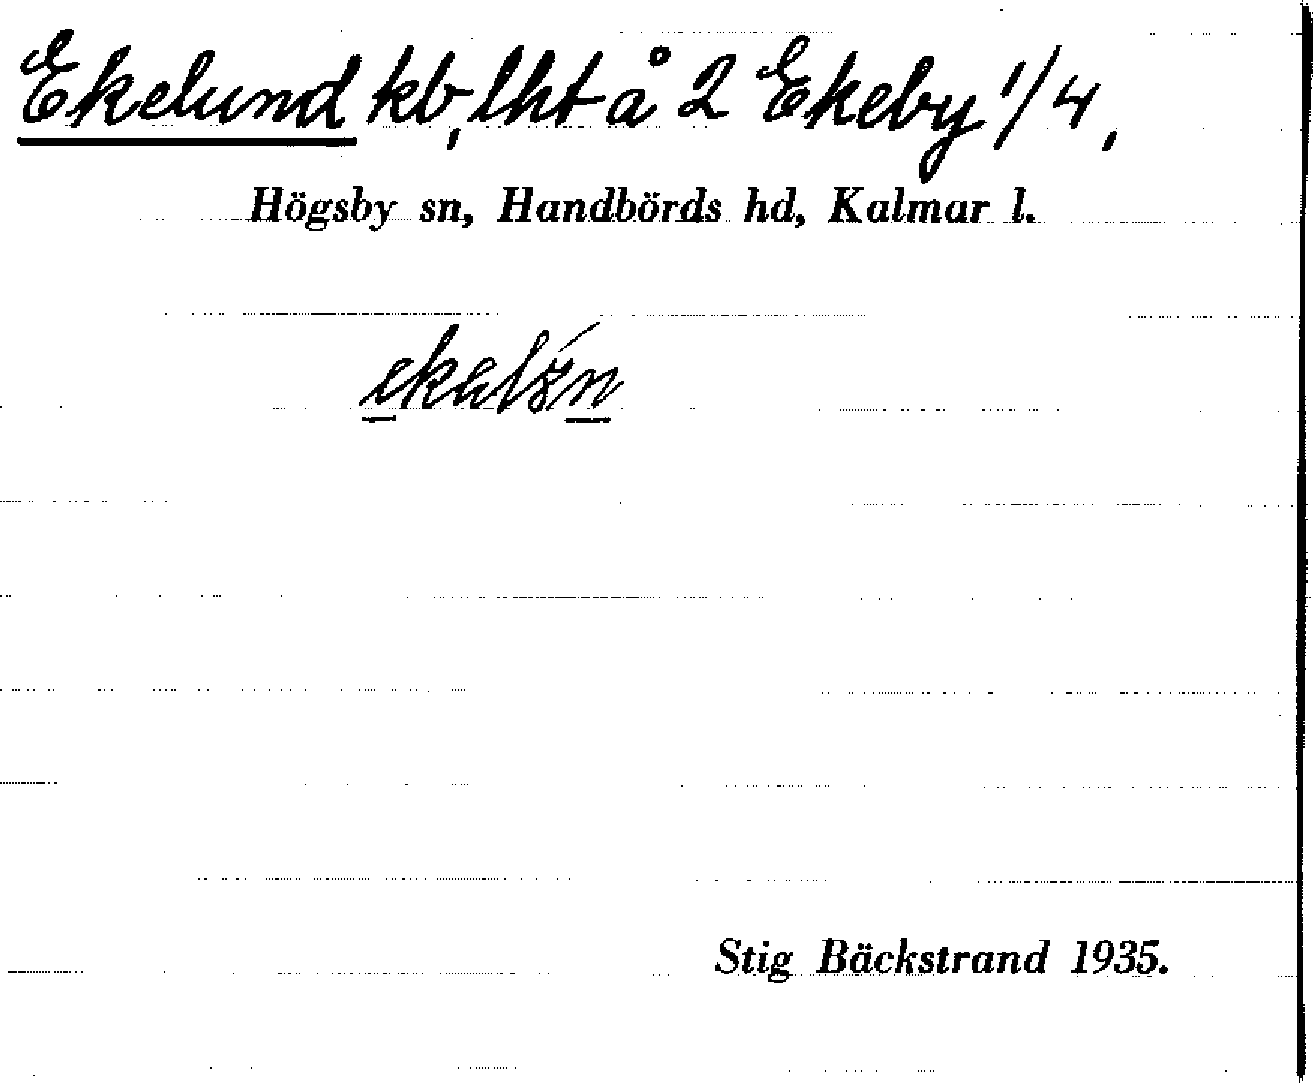 Ekelund kb, lht å 2 Ekeby 1/4,
Högsby sn, Handbörds hd, Kalmar l.
Stig Bäckstrand 1935.